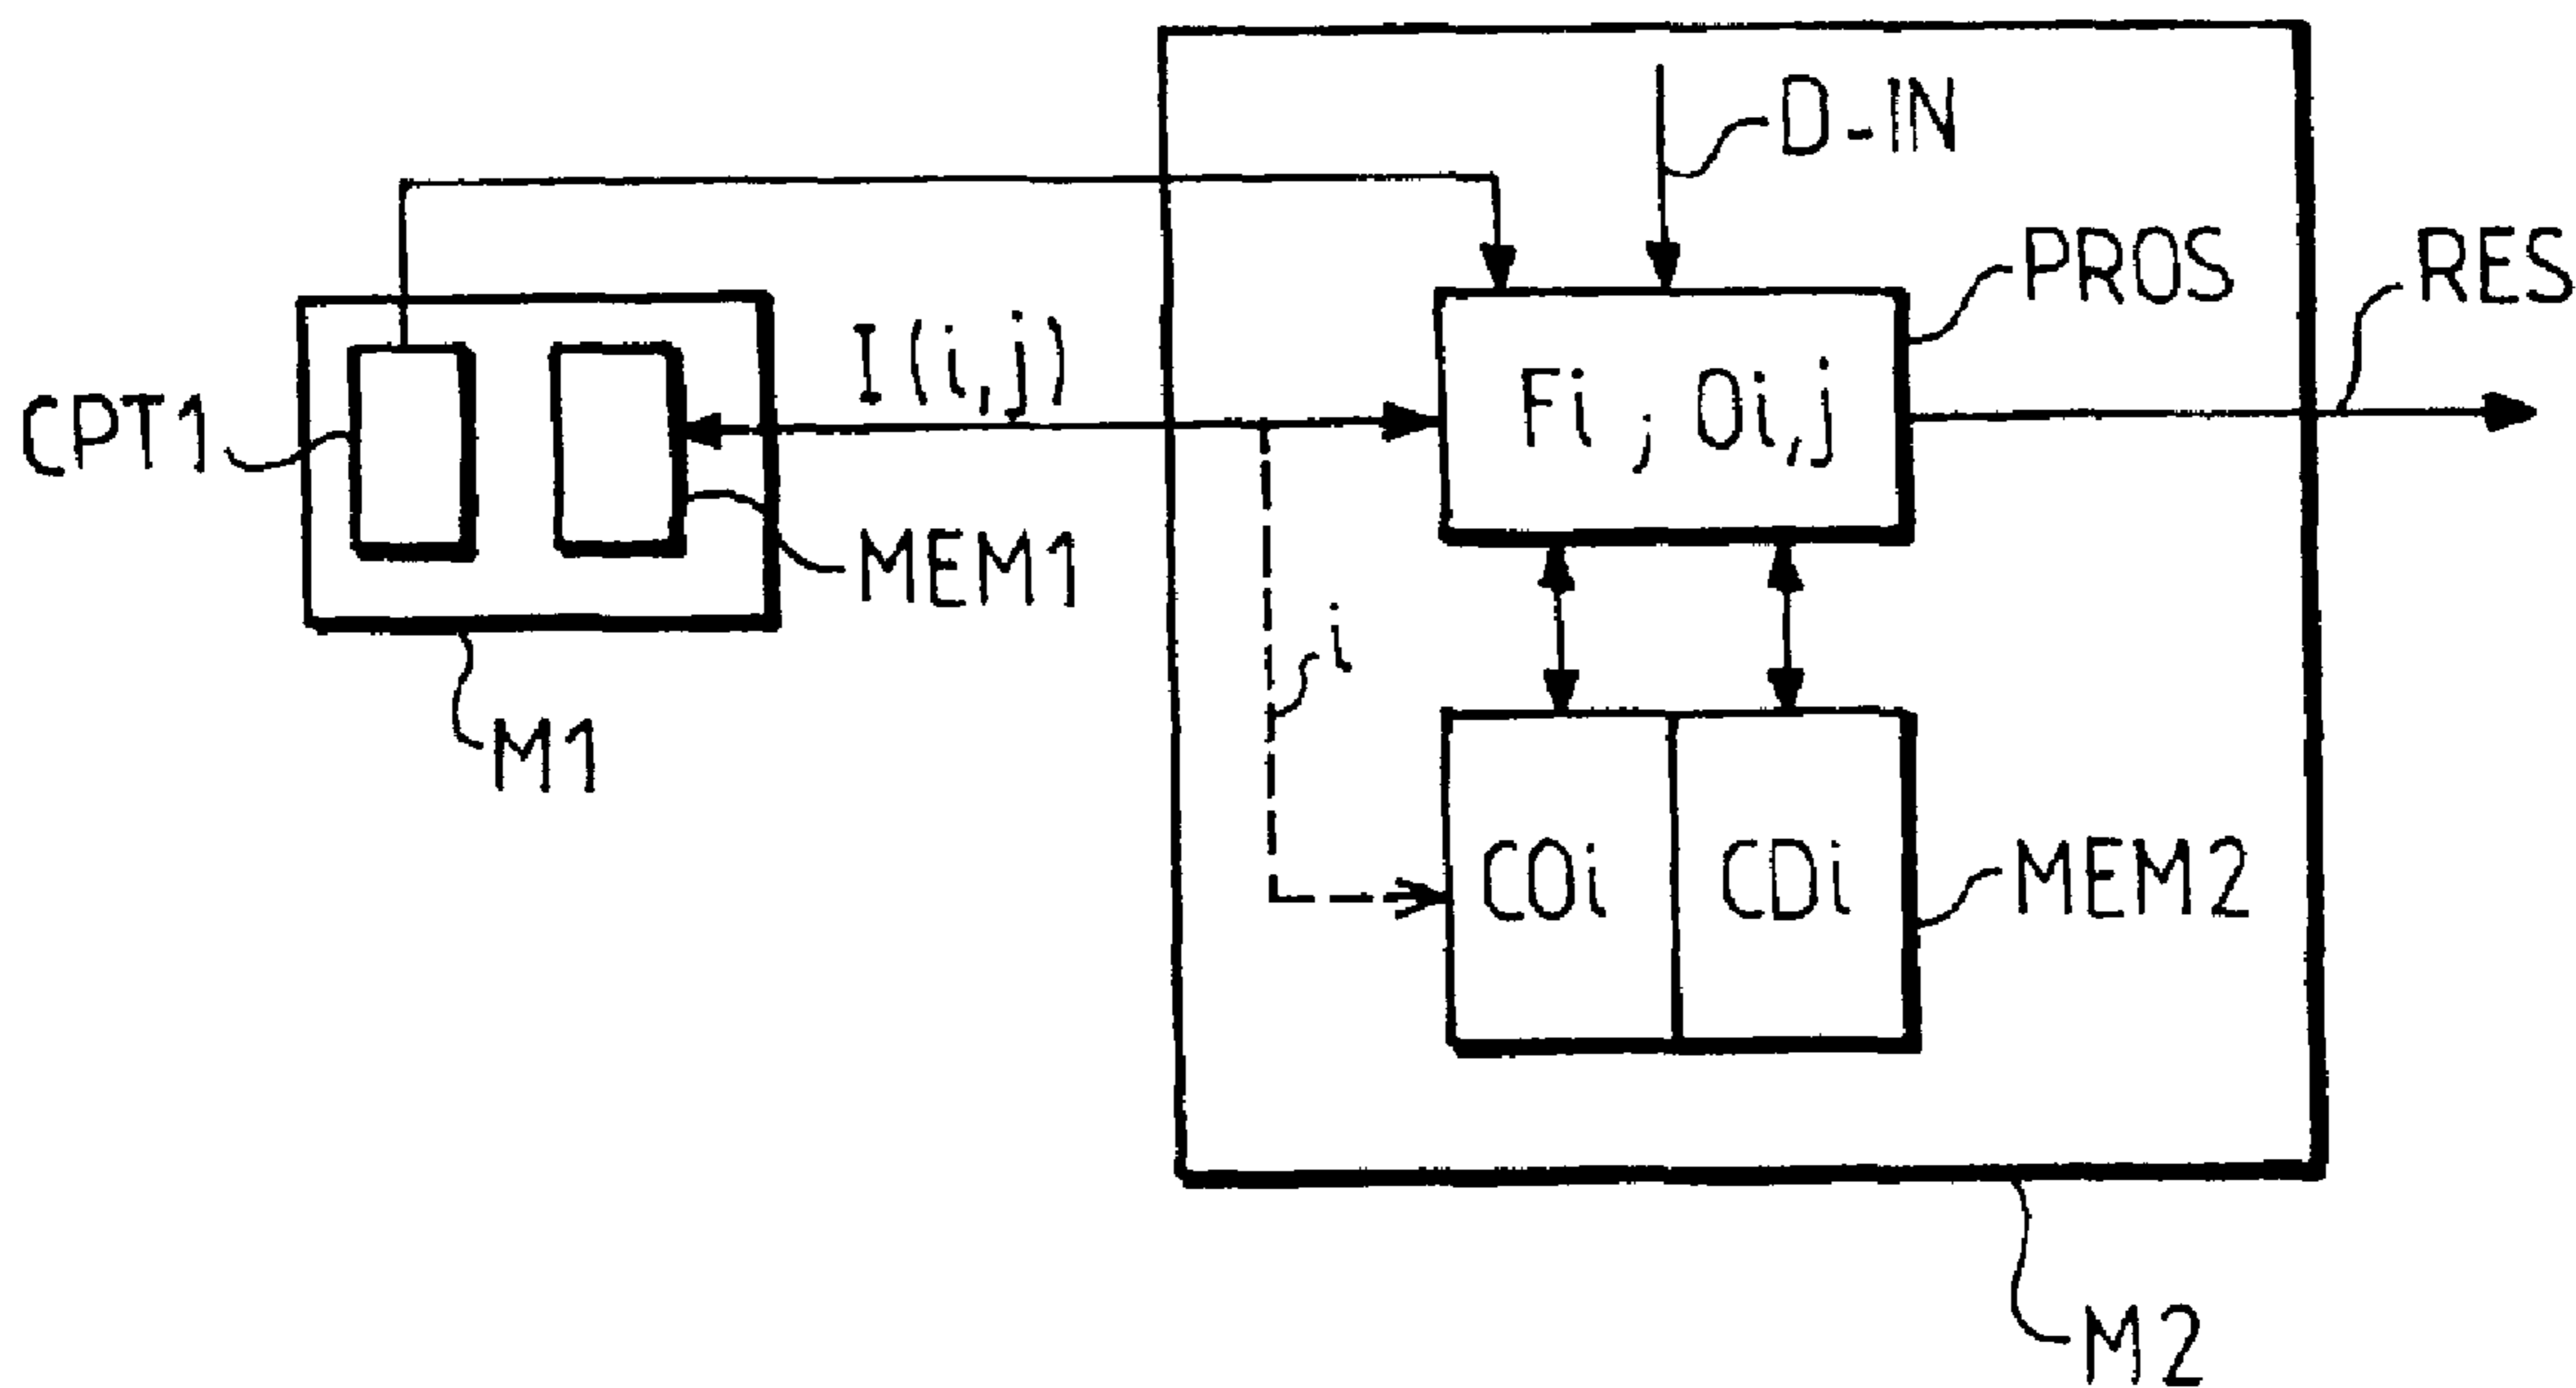 D-IN
PROS
RES
I(i,j)
CPT1
Fi ; Oi,j
MEM1
i
M1
COi
CDi
MEM2
M2